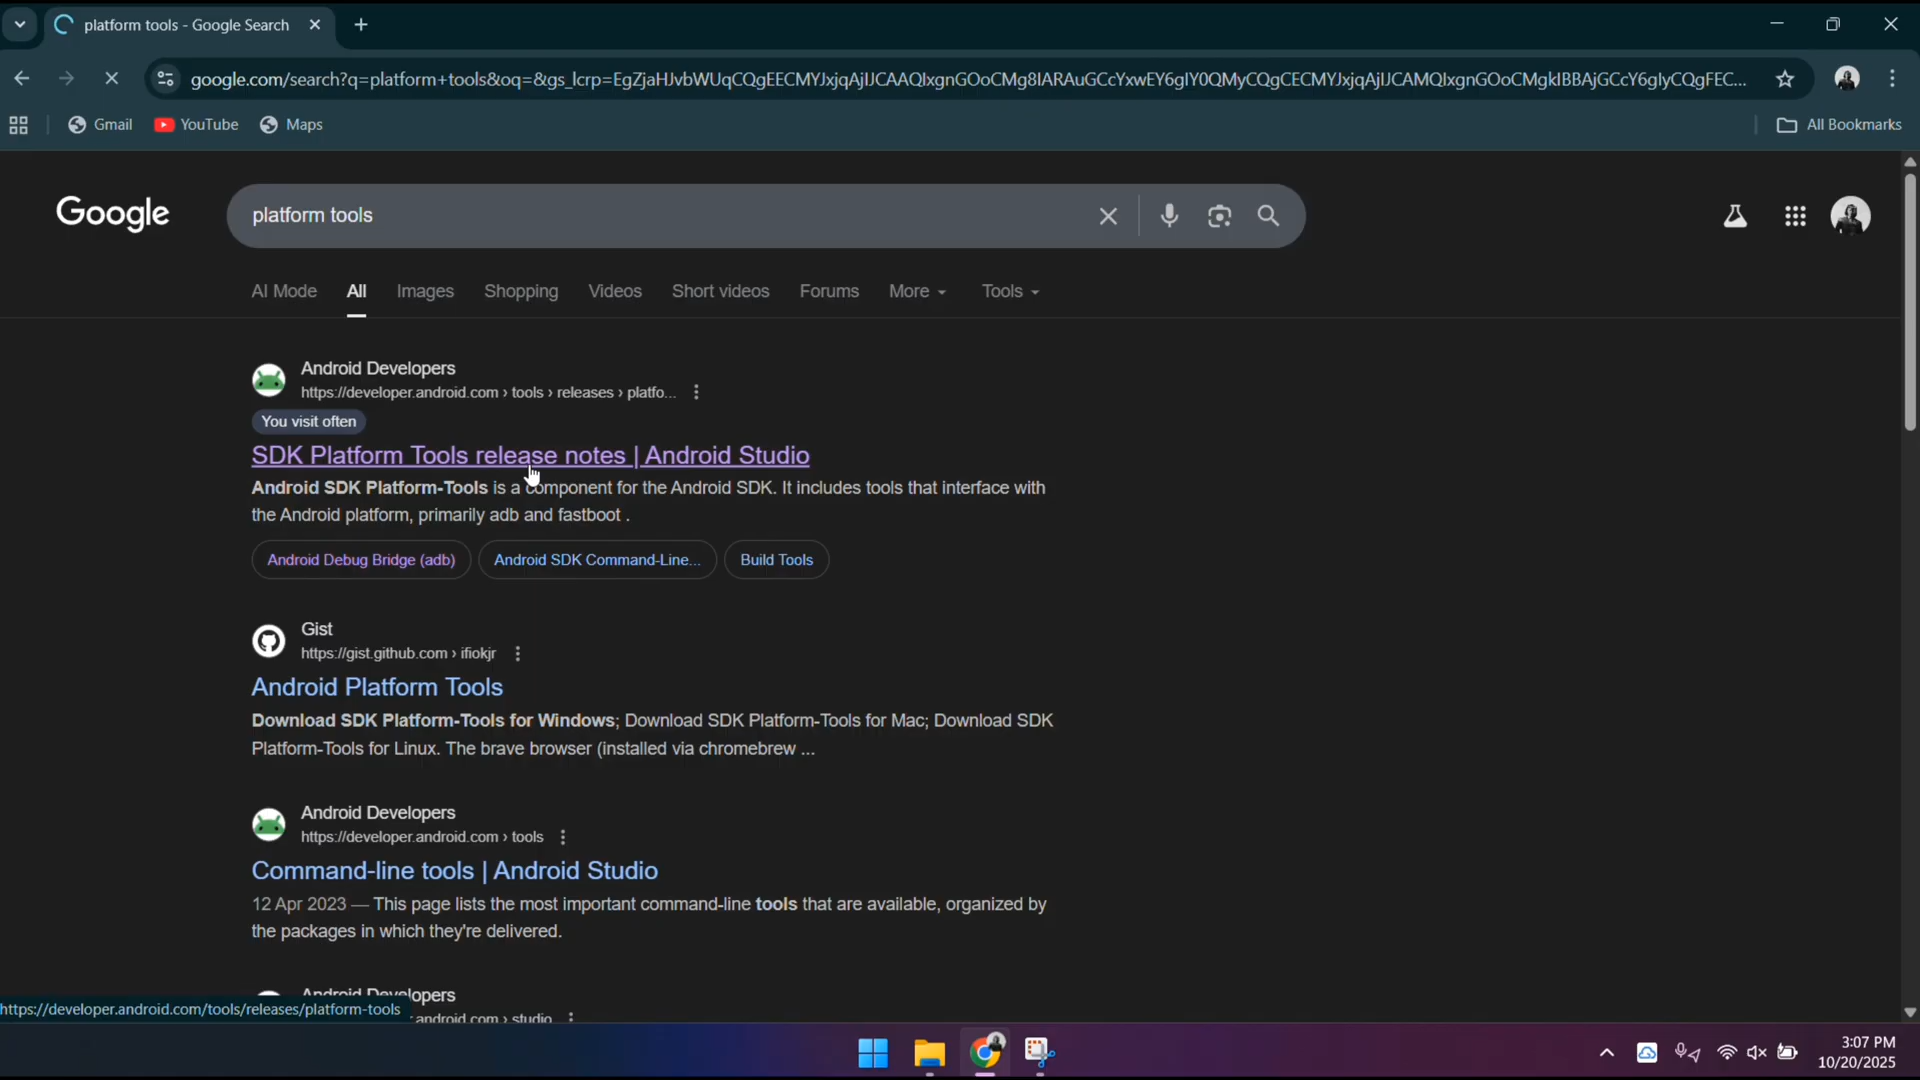 platform tools - Google Search
google.com/search?q=platform+tools&oq=&gs_lcrp=EgZjaHJvbWUqCQgEECMYJxjqAjIJCAAQIxgnGOoCMg8IARAuGCcYxwEY6gIY0QMyCQgCECMYJxjqAjIJCAMQIxgnGOoCMgkIBBAjGCcY6gIyCQgFEC...
Gmail YouTube Maps All Bookmarks
Google platform tools
AI Mode All Images Shopping Videos Short videos Forums More Tools
Android Developers
https://developer.android.com › tools › releases › platfo...
You visit often
SDK Platform Tools release notes | Android Studio
Android SDK Platform-Tools is a component for the Android SDK. It includes tools that interface with
the Android platform, primarily adb and fastboot .
Android Debug Bridge (adb) Android SDK Command-Line... Build Tools
Gist
https://gist.github.com › ifiokjr
Android Platform Tools
Download SDK Platform-Tools for Windows; Download SDK Platform-Tools for Mac; Download SDK
Platform-Tools for Linux. The brave browser (installed via chromebrew ...
Android Developers
https://developer.android.com › tools
Command-line tools | Android Studio
12 Apr 2023 — This page lists the most important command-line tools that are available, organized by
the packages in which they're delivered.
Android Developers
https://developer.android.com/tools/releases/platform-tools
android.com › studio
3:07 PM
10/20/2025